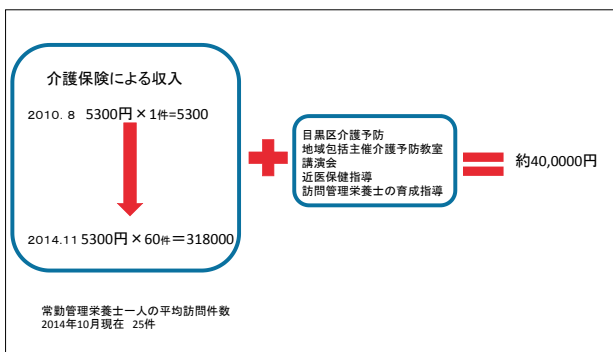 介護保険による収入
2010. 8 5300円×1件=5300
2014.11 5300円×60件＝318000
目黒区介護予防
地域包括主催介護予防教室
講演会
近医保健指導
訪問管理栄養士の育成指導
約40,0000円
常勤管理栄養士一人の平均訪問件数
2014年10月現在 25件